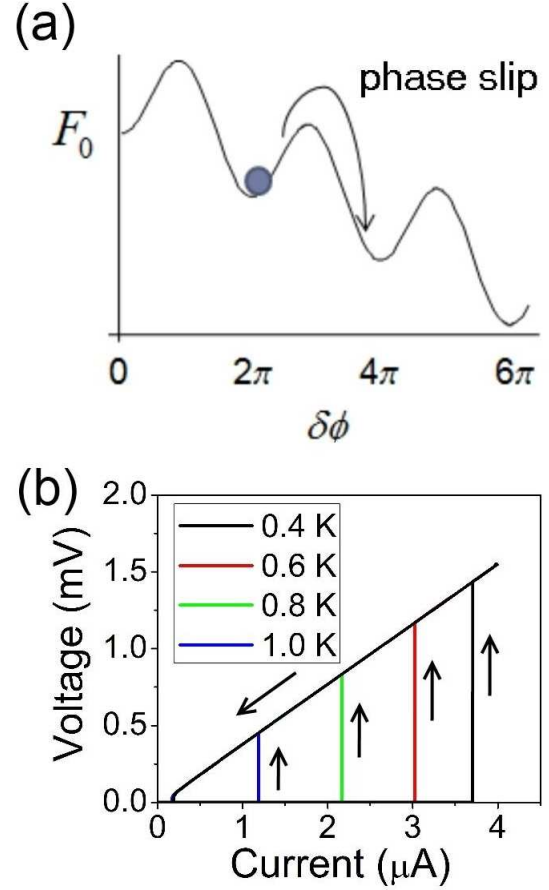 (a)
phase slip
F₀
0 2π 4π 6π
δϕ
(b)
2.0
1.5
1.0
0.5
0.0
Voltage (mV)
0.4 K
0.6 K
0.8 K
1.0 K
0 1 2 3 4
Current (μA)